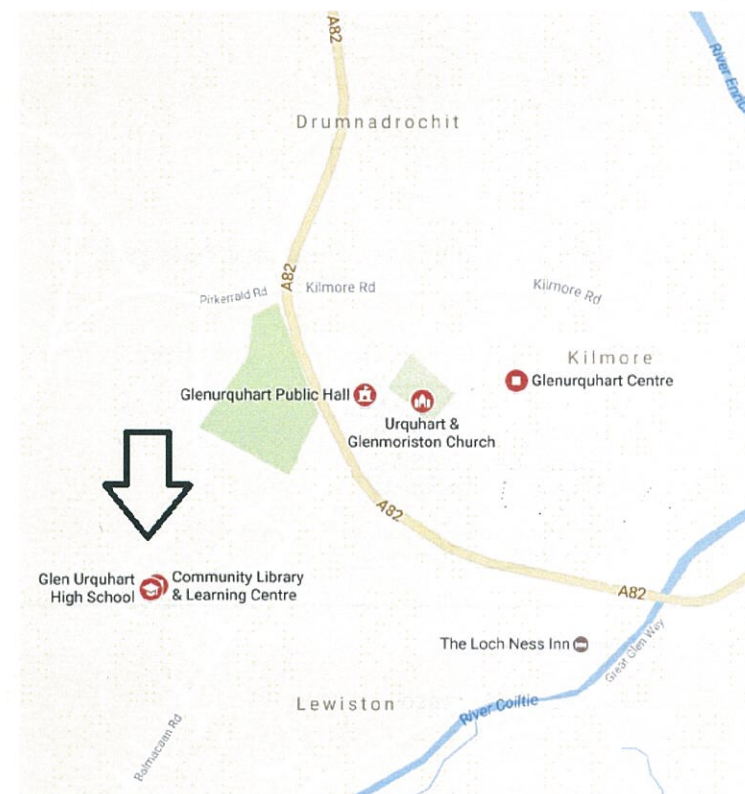 A82
River Enric
Drumnadrochit
A82
Pitkerrald Rd
Kilmore Rd
Kilmore Rd
Kilmore
Glenurquhart Public Hall
Glenurquhart Centre
Urquhart &
Glenmoriston Church
A82
Glen Urquhart
High School
Community Library
& Learning Centre
A82
The Loch Ness Inn
Great Glen Way
Lewiston
River Coiltie
Balmacaan Rd